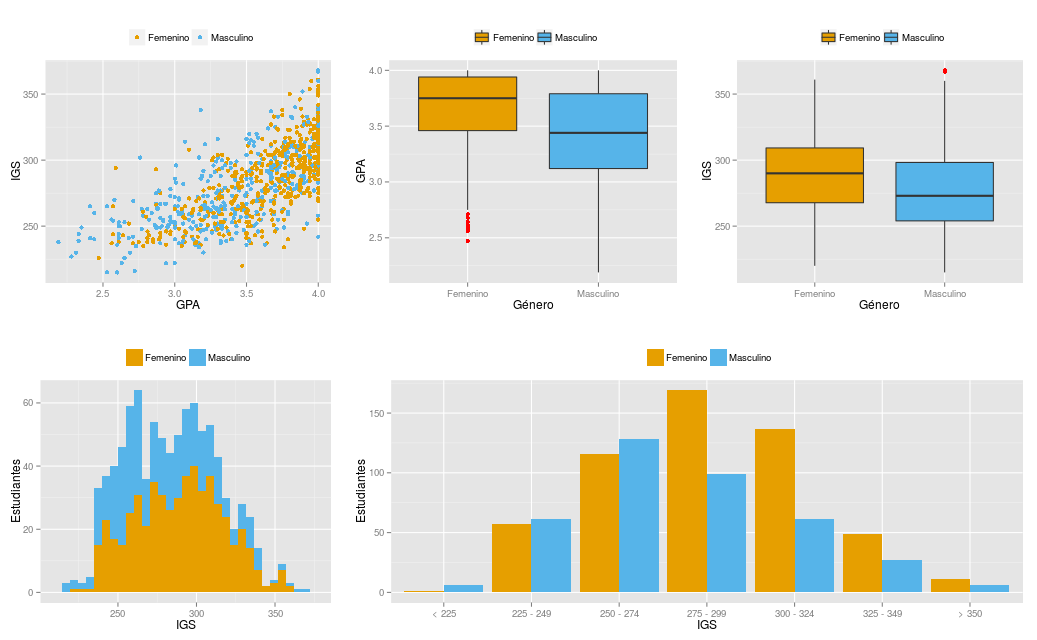 Femenino Masculino
IGS
350
300
250
2.5 3.0 3.5 4.0
GPA
Femenino Masculino
GPA
4.0
3.5
3.0
2.5
Femenino Masculino
Género
Femenino Masculino
IGS
350
300
250
Femenino Masculino
Género
Femenino Masculino
Estudiantes
60
40
20
0
250 300 350
IGS
Femenino Masculino
Estudiantes
150
100
50
0
< 225 225 - 249 250 - 274 275 - 299 300 - 324 325 - 349 > 350
IGS